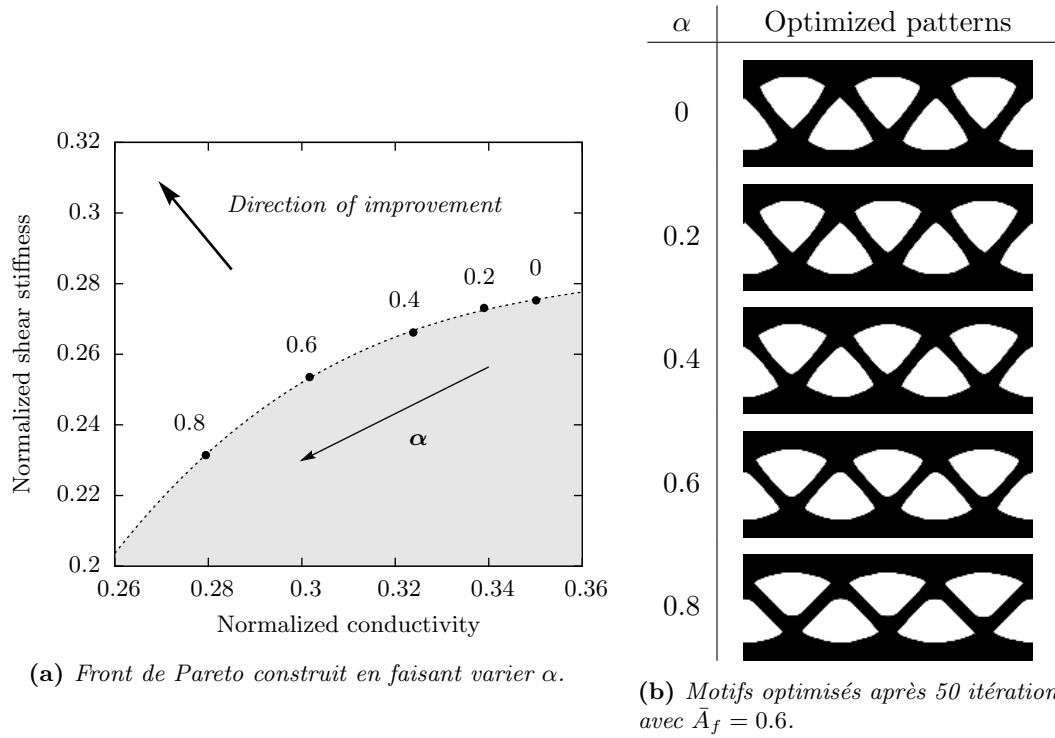 0.32
0.3
0.28
0.26
0.24
0.22
0.2
Normalized shear stiffness
Direction of improvement
0
0.2
0.4
0.6
0.8
α
0.26
0.28
0.3
0.32
0.34
0.36
Normalized conductivity
(a) Front de Pareto construit en faisant varier α.
α Optimized patterns
0
0.2
0.4
0.6
0.8
(b) Motifs optimisés après 50 itération
avec Ā_f = 0.6.